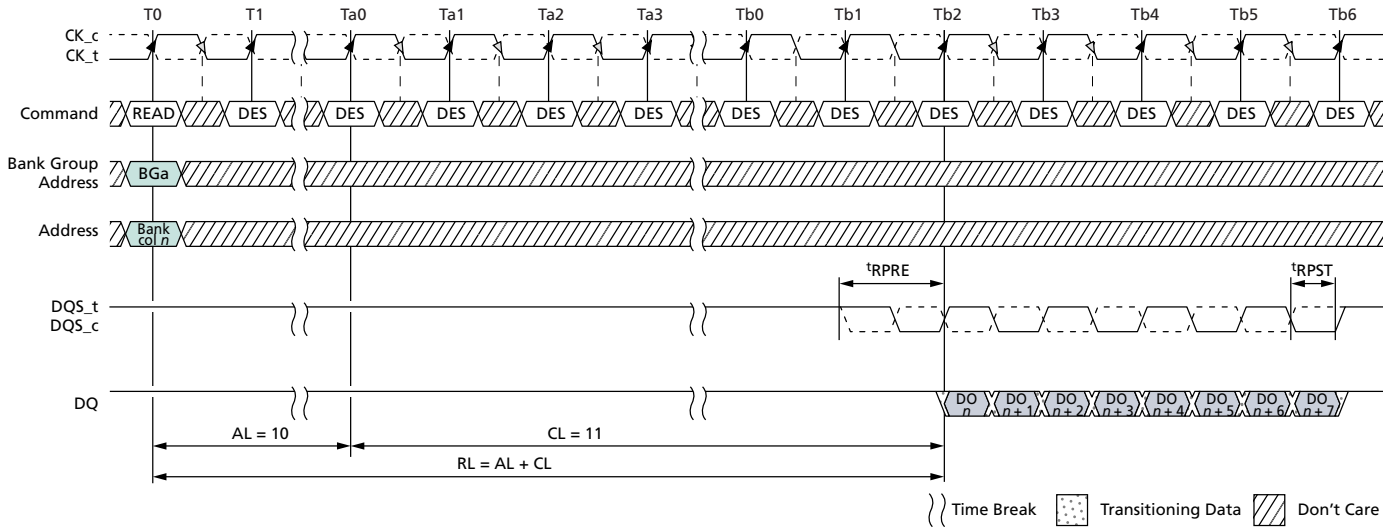 T0 T1 Ta0 Ta1 Ta2 Ta3 Tb0 Tb1 Tb2 Tb3 Tb4 Tb5 Tb6
CK_c
CK_t
Command READ DES DES DES DES DES DES DES DES DES DES DES DES
Bank Group
Address
BGa
Address
Bank
col n
tRPRE tRPST
DQS_t
DQS_c
DQ
DO n DO n + 1 DO n + 2 DO n + 3 DO n + 4 DO n + 5 DO n + 6 DO n + 7
AL = 10 CL = 11
RL = AL + CL
Time Break Transitioning Data Don't Care